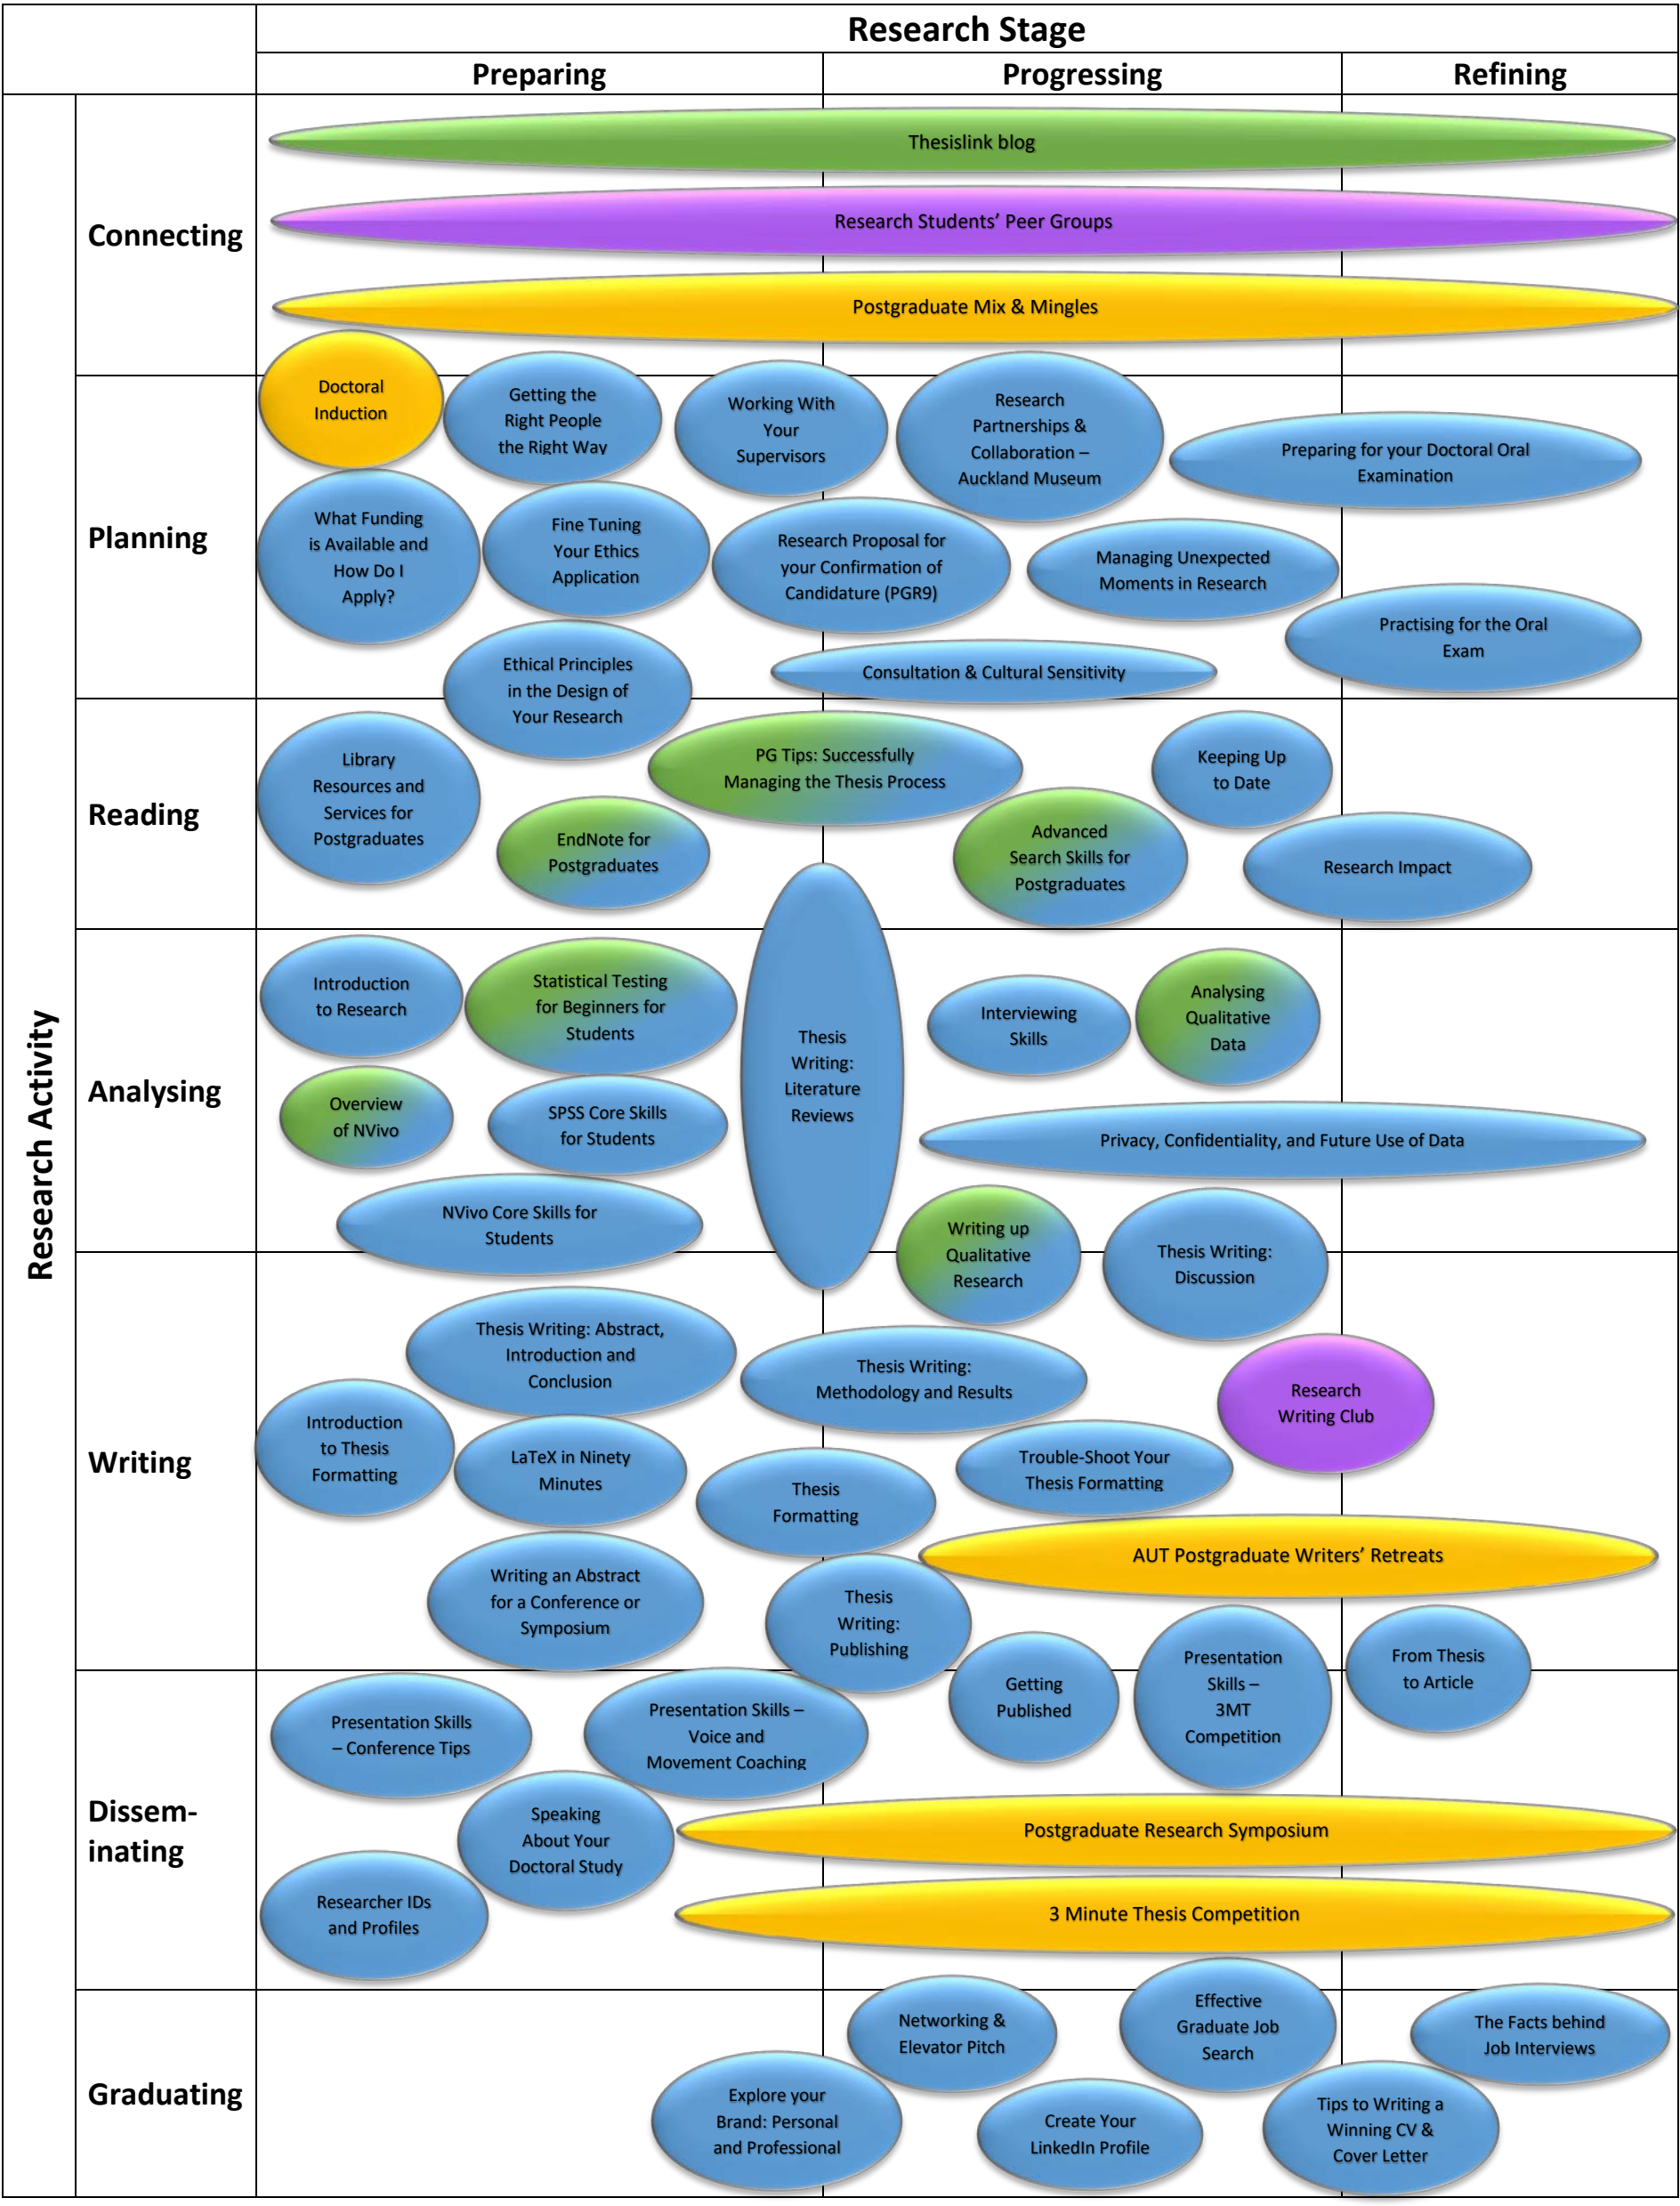 Research Stage
Preparing
Progressing
Refining
Research Activity
Connecting
Thesislink blog
Research Students’ Peer Groups
Postgraduate Mix & Mingles
Planning
Doctoral
Induction
Getting the
Right People
the Right Way
Working With
Your
Supervisors
Research
Partnerships &
Collaboration –
Auckland Museum
Preparing for your Doctoral Oral
Examination
What Funding
is Available and
How Do I
Apply?
Fine Tuning
Your Ethics
Application
Research Proposal for
your Confirmation of
Candidature (PGR9)
Managing Unexpected
Moments in Research
Practising for the Oral
Exam
Ethical Principles
in the Design of
Your Research
Consultation & Cultural Sensitivity
Reading
Library
Resources and
Services for
Postgraduates
PG Tips: Successfully
Managing the Thesis Process
Keeping Up
to Date
EndNote for
Postgraduates
Advanced
Search Skills for
Postgraduates
Research Impact
Analysing
Introduction
to Research
Statistical Testing
for Beginners for
Students
Thesis
Writing:
Literature
Reviews
Interviewing
Skills
Analysing
Qualitative
Data
Overview
of NVivo
SPSS Core Skills
for Students
Privacy, Confidentiality, and Future Use of Data
NVivo Core Skills for
Students
Writing up
Qualitative
Research
Thesis Writing:
Discussion
Writing
Thesis Writing: Abstract,
Introduction and
Conclusion
Thesis Writing:
Methodology and Results
Research
Writing Club
Introduction
to Thesis
Formatting
LaTeX in Ninety
Minutes
Thesis
Formatting
Trouble-Shoot Your
Thesis Formatting
AUT Postgraduate Writers’ Retreats
Writing an Abstract
for a Conference or
Symposium
Thesis
Writing:
Publishing
Getting
Published
Presentation
Skills –
3MT
Competition
From Thesis
to Article
Dissem-
inating
Presentation Skills
– Conference Tips
Presentation Skills –
Voice and
Movement Coaching
Speaking
About Your
Doctoral Study
Postgraduate Research Symposium
Researcher IDs
and Profiles
3 Minute Thesis Competition
Graduating
Networking &
Elevator Pitch
Effective
Graduate Job
Search
The Facts behind
Job Interviews
Explore your
Brand: Personal
and Professional
Create Your
LinkedIn Profile
Tips to Writing a
Winning CV &
Cover Letter